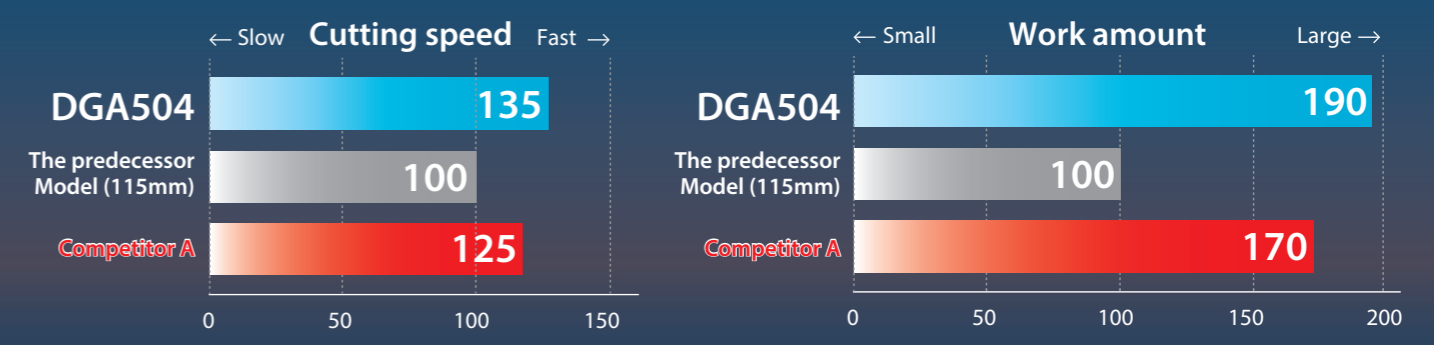 ← Slow Cutting speed Fast →
DGA504 135
The predecessor
Model (115mm) 100
Competitor A 125
0 50 100 150
← Small Work amount Large →
DGA504 190
The predecessor
Model (115mm) 100
Competitor A 170
0 50 100 150 200